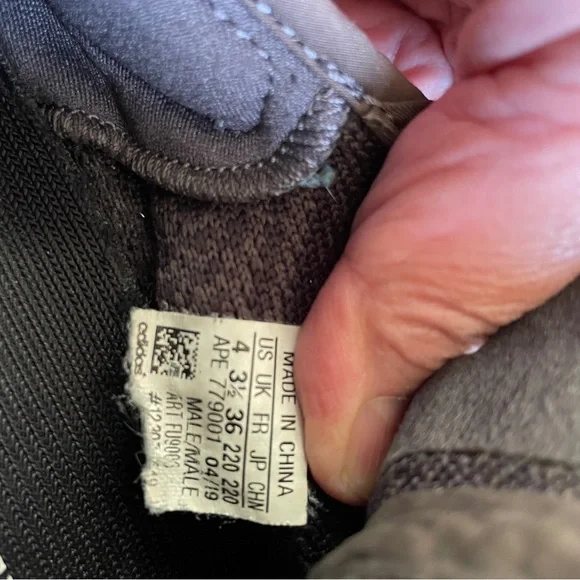 adidas
MADE IN CHINA
US UK FR JP CHN
4 3½ 36 220 220
APE 779001 04/19
MALE/MALE
ART